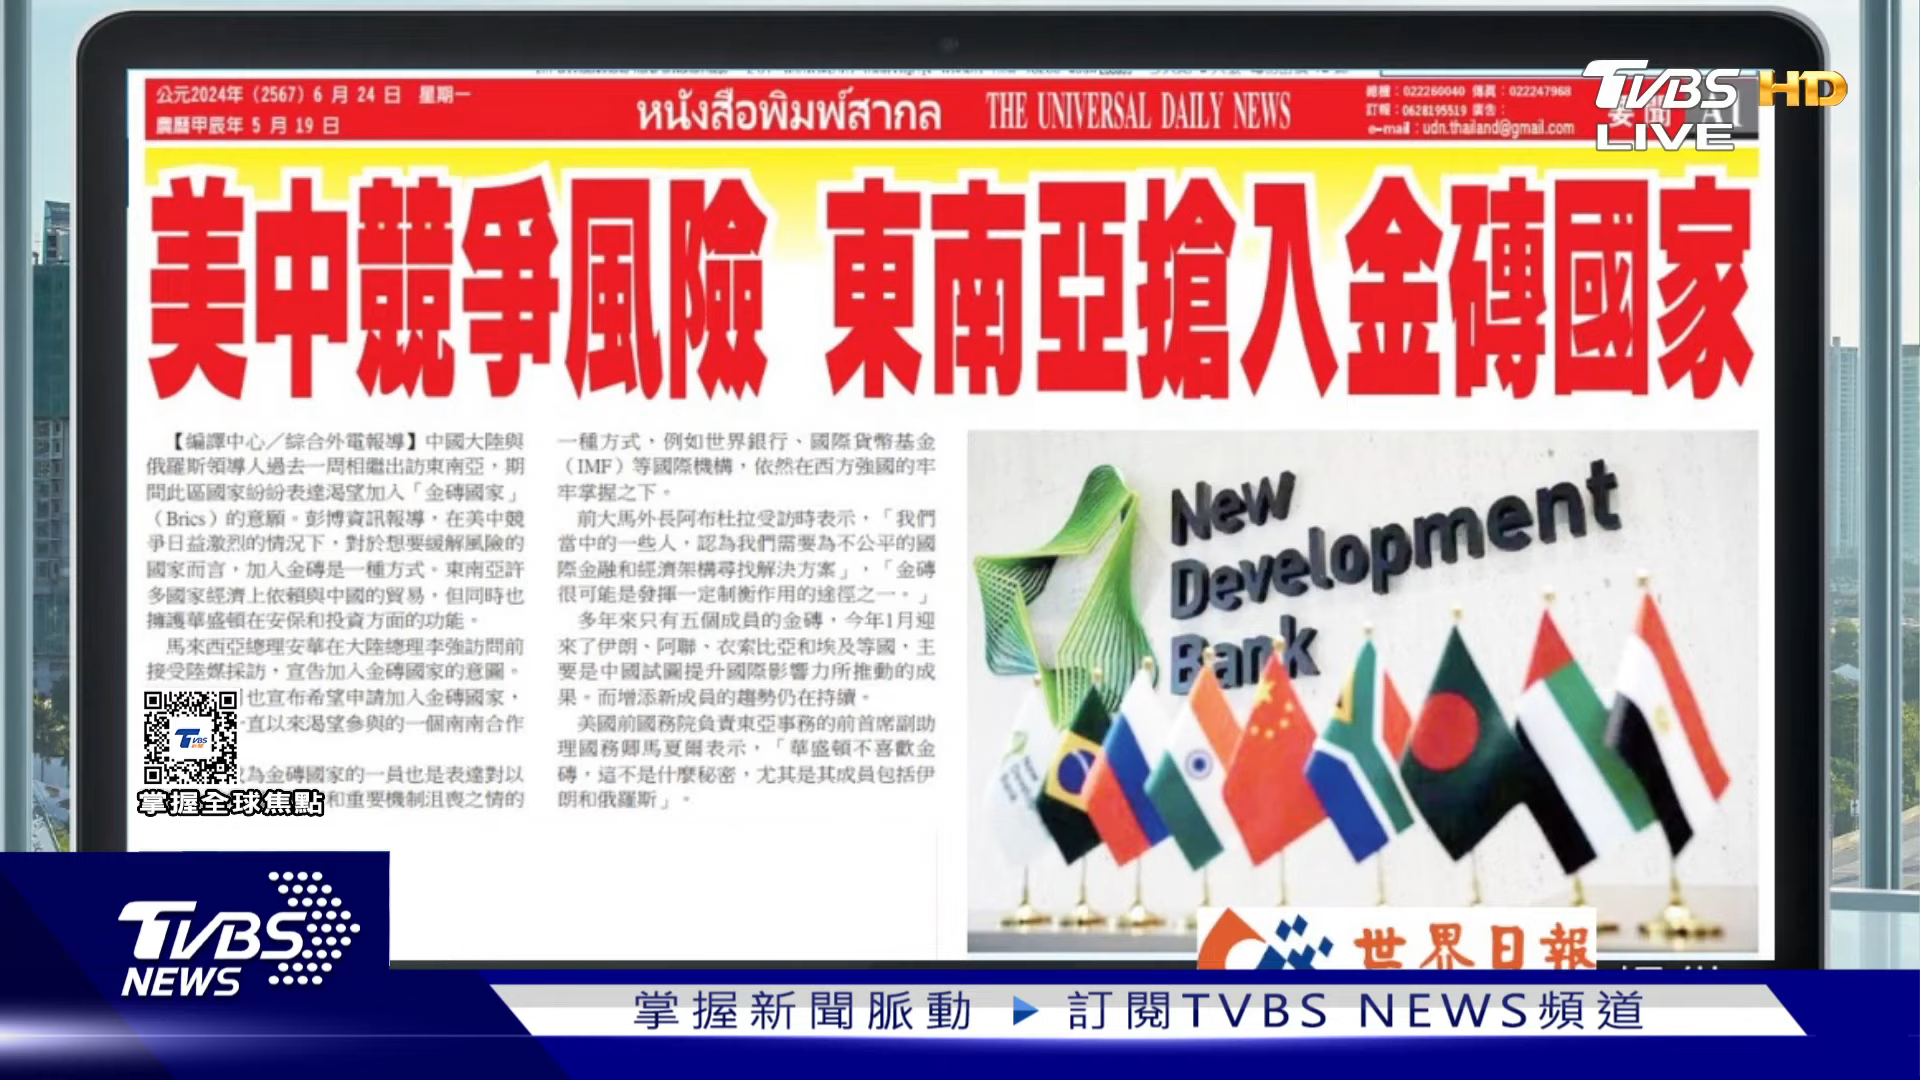 公元2024年(2567)6月24日 星期一
農曆甲辰年5月19日
หนังสือพิมพ์สากล THE UNIVERSAL DAILY NEWS
總機:022260040 傳真:022247968
訂報:0628195519 廣告:
e-mail:udn.thailand@gmail.com
要聞 A1
TVBS HD
LIVE
美中競爭風險 東南亞搶入金磚國家
【編譯中心/綜合外電報導】中國大陸與
俄羅斯領導人過去一周相繼出訪東南亞,期
間此區國家紛紛表達渴望加入「金磚國家」
(Brics)的意願。彭博資訊報導,在美中競
爭日益激烈的情況下,對於想要緩解風險的
國家而言,加入金磚是一種方式。東南亞許
多國家經濟上依賴與中國的貿易,但同時也
擁護華盛頓在安保和投資方面的功能。
馬來西亞總理安華在大陸總理李強訪問前
接受陸媒採訪,宣告加入金磚國家的意圖。
也宣布希望申請加入金磚國家,
直以來渴望參與的一個南南合作
為金磚國家的一員也是表達對以
和重要機制沮喪之情的
一種方式,例如世界銀行、國際貨幣基金
(IMF)等國際機構,依然在西方強國的牢
牢掌握之下。
前大馬外長阿布杜拉受訪時表示,「我們
當中的一些人,認為我們需要為不公平的國
際金融和經濟架構尋找解決方案」,「金磚
很可能是發揮一定制衡作用的途徑之一。」
多年來只有五個成員的金磚,今年1月迎
來了伊朗、阿聯、衣索比亞和埃及等國,主
要是中國試圖提升國際影響力所推動的成
果。而增添新成員的趨勢仍在持續。
美國前國務院負責東亞事務的前首席副助
理國務卿馬夏爾表示,「華盛頓不喜歡金
磚,這不是什麼秘密,尤其是其成員包括伊
朗和俄羅斯」。
New
Development
Bank
New
Development
Bank
TVBS
新聞
掌握全球焦點
世界日報
TVBS
NEWS
掌握新聞脈動 ▶ 訂閱TVBS NEWS頻道